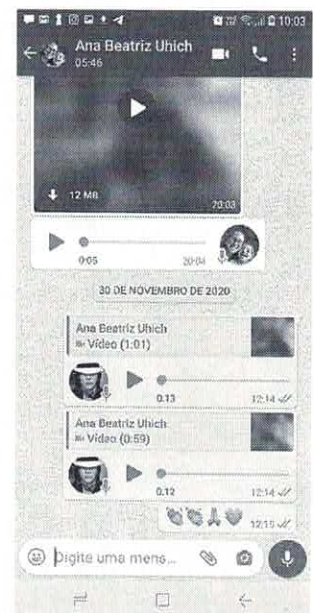 10:03
Ana Beatriz Uhich
05:46
12 MB
20:03
0:05
20:04
30 DE NOVEMBRO DE 2020
Ana Beatriz Uhich
Vídeo (1:01)
0:13
12:14
Ana Beatriz Uhich
Vídeo (0:59)
0:12
12:14
12:15
Digite uma mens...